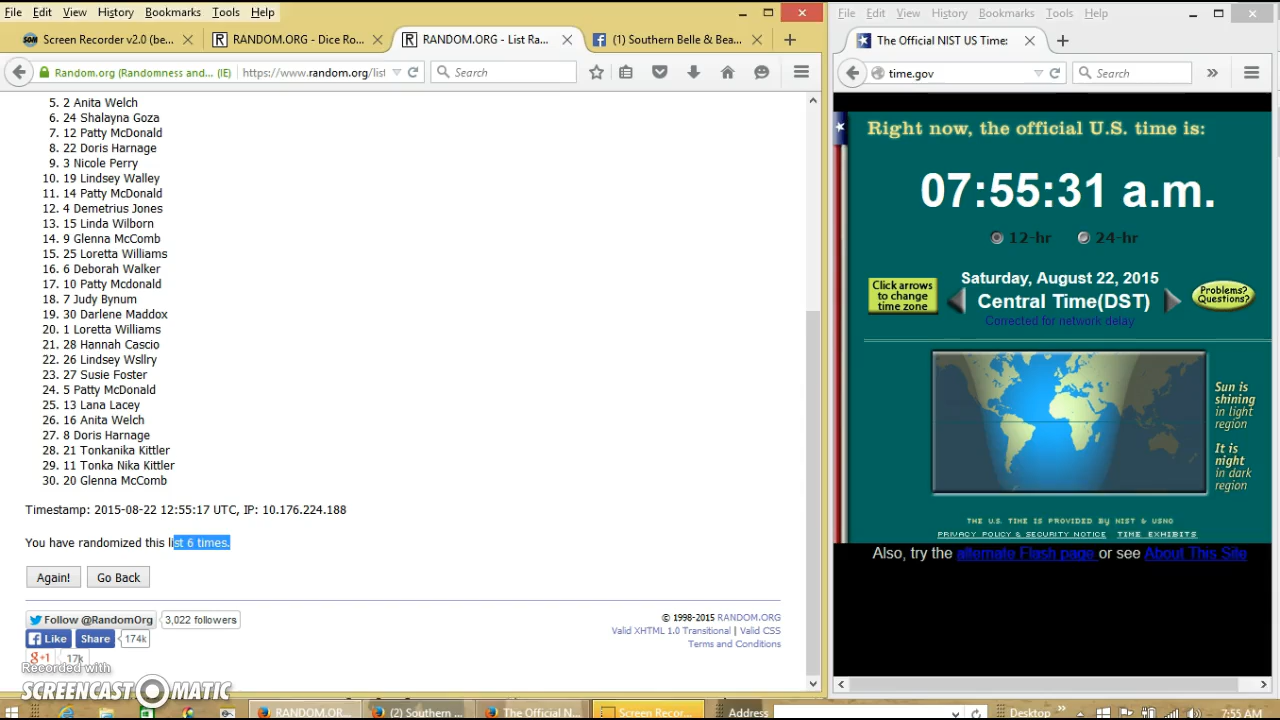 File Edit View History Bookmarks Tools Help
Screen Recorder v2.0 (be... RANDOM.ORG - Dice Ro... RANDOM.ORG - List Ra... (1) Southern Belle & Bea...
Random.org (Randomness and... (IE) https://www.random.org/list Search
5. 2 Anita Welch
6. 24 Shalayna Goza
7. 12 Patty McDonald
8. 22 Doris Harnage
9. 3 Nicole Perry
10. 19 Lindsey Walley
11. 14 Patty McDonald
12. 4 Demetrius Jones
13. 15 Linda Wilborn
14. 9 Glenna McComb
15. 25 Loretta Williams
16. 6 Deborah Walker
17. 10 Patty Mcdonald
18. 7 Judy Bynum
19. 30 Darlene Maddox
20. 1 Loretta Williams
21. 28 Hannah Cascio
22. 26 Lindsey Wsllry
23. 27 Susie Foster
24. 5 Patty McDonald
25. 13 Lana Lacey
26. 16 Anita Welch
27. 8 Doris Harnage
28. 21 Tonkanika Kittler
29. 11 Tonka Nika Kittler
30. 20 Glenna McComb
Timestamp: 2015-08-22 12:55:17 UTC, IP: 10.176.224.188
You have randomized this list 6 times.
Again! Go Back
Follow @RandomOrg 3,022 followers
Like Share 174k
+1 17k
© 1998-2015 RANDOM.ORG
Valid XHTML 1.0 Transitional | Valid CSS
Terms and Conditions
Recorded with
SCREENCAST-O-MATIC
File Edit View History Bookmarks Tools Help
The Official NIST US Time:
time.gov Search
Right now, the official U.S. time is:
07:55:31 a.m.
12-hr 24-hr
Click arrows
to change
time zone
Saturday, August 22, 2015
Central Time(DST)
Corrected for network delay
Problems?
Questions?
Sun is
shining
in light
region
It is
night
in dark
region
THE U.S. TIME IS PROVIDED BY NIST & USNO
PRIVACY POLICY & SECURITY NOTICE TIME EXHIBITS
Also, try the alternate Flash page or see About This Site
RANDOM.OR... (2) Southern ... The Official N... Screen Recor... Address Desktop 7:55 AM